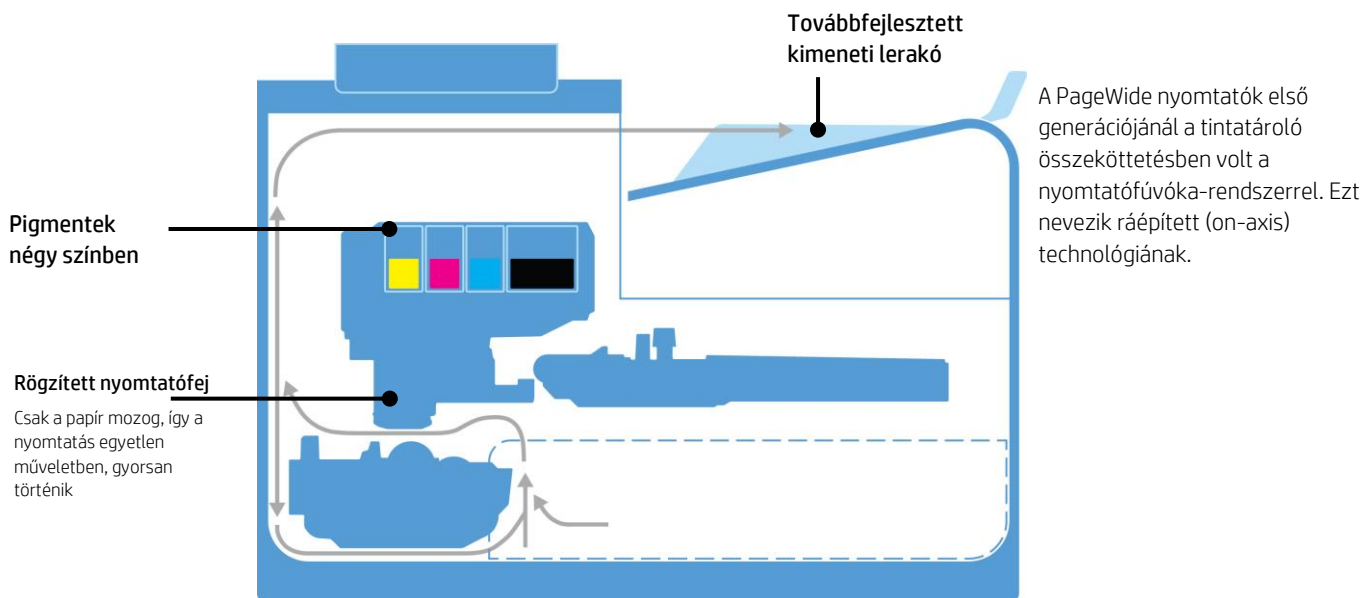 Továbbfejlesztett
kimeneti lerakó
A PageWide nyomtatók első
generációjánál a tintatároló
összeköttetésben volt a
nyomtatófúvóka-rendszerrel. Ezt
nevezik ráépített (on-axis)
technológiának.
Pigmentek
négy színben
Rögzített nyomtatófej
Csak a papír mozog, így a
nyomtatás egyetlen
műveletben, gyorsan
történik